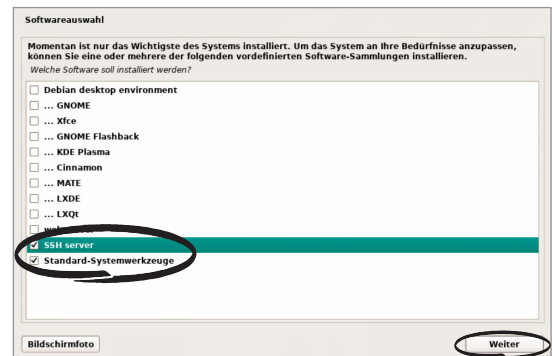 Softwareauswahl
Momentan ist nur das Wichtigste des Systems installiert. Um das System an Ihre Bedürfnisse anzupassen,
können Sie eine oder mehrere der folgenden vordefinierten Software-Sammlungen installieren.
Welche Software soll installiert werden?
Debian desktop environment
... GNOME
... Xfce
... GNOME Flashback
... KDE Plasma
... Cinnamon
... MATE
... LXDE
... LXQt
SSH server
Standard-Systemwerkzeuge
Bildschirmfoto
Weiter